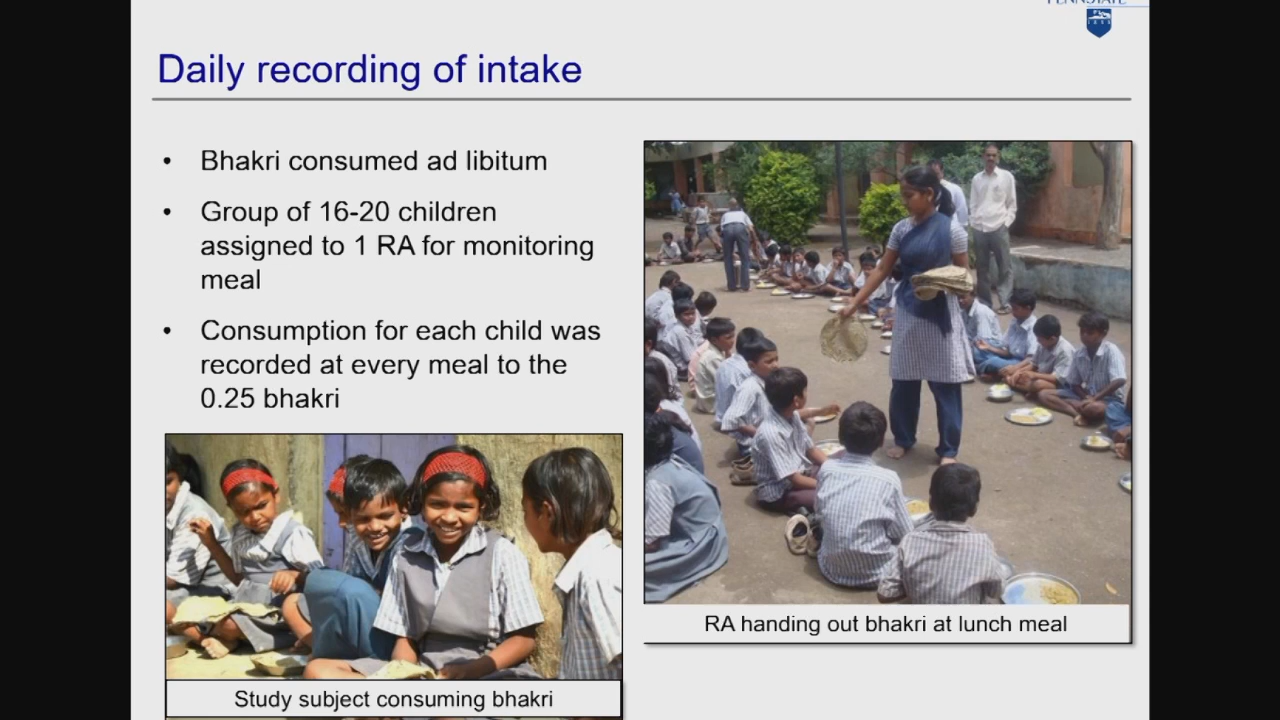 PENNSTATE
Daily recording of intake
• Bhakri consumed ad libitum
• Group of 16-20 children
assigned to 1 RA for monitoring
meal
• Consumption for each child was
recorded at every meal to the
0.25 bhakri
RA handing out bhakri at lunch meal
Study subject consuming bhakri